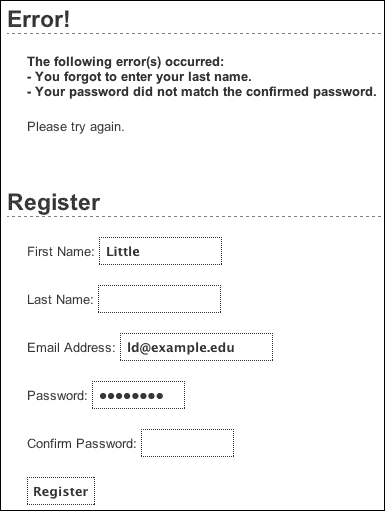 Error!
The following error(s) occurred:
- You forgot to enter your last name.
- Your password did not match the confirmed password.
Please try again.
Register
First Name: Little
Last Name:
Email Address: ld@example.edu
Password: ●●●●●●●●
Confirm Password:
Register